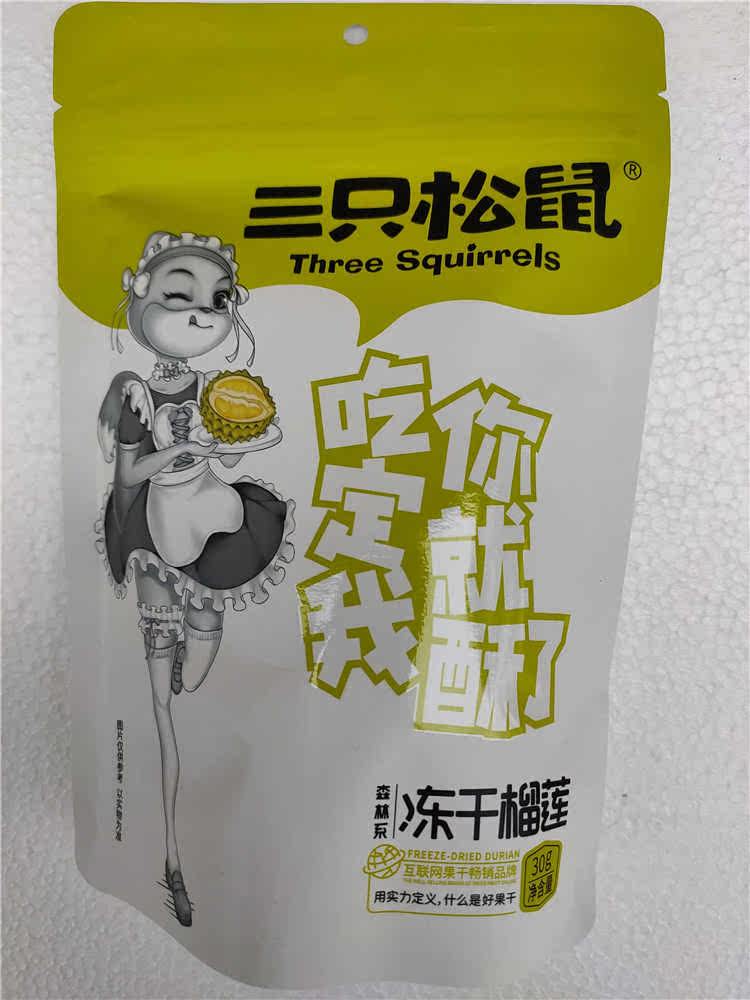 三只松鼠®
Three Squirrels
吃定我
你就酥了
图片仅供参考 以实物为准
森林系
冻干榴莲
FREEZE-DRIED DURIAN
互联网果干畅销品牌
用实力定义,什么是好果干
30g
净含量